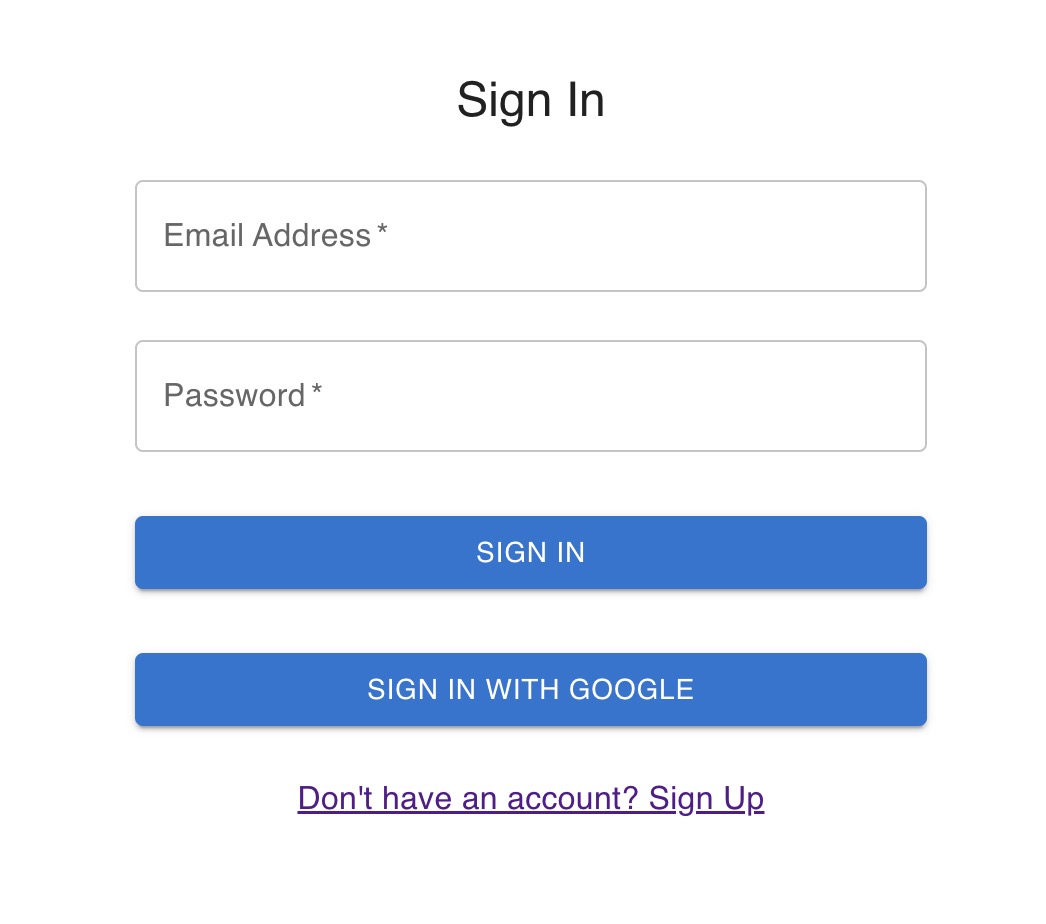 Sign In
Email Address *
Password *
SIGN IN
SIGN IN WITH GOOGLE
Don't have an account? Sign Up